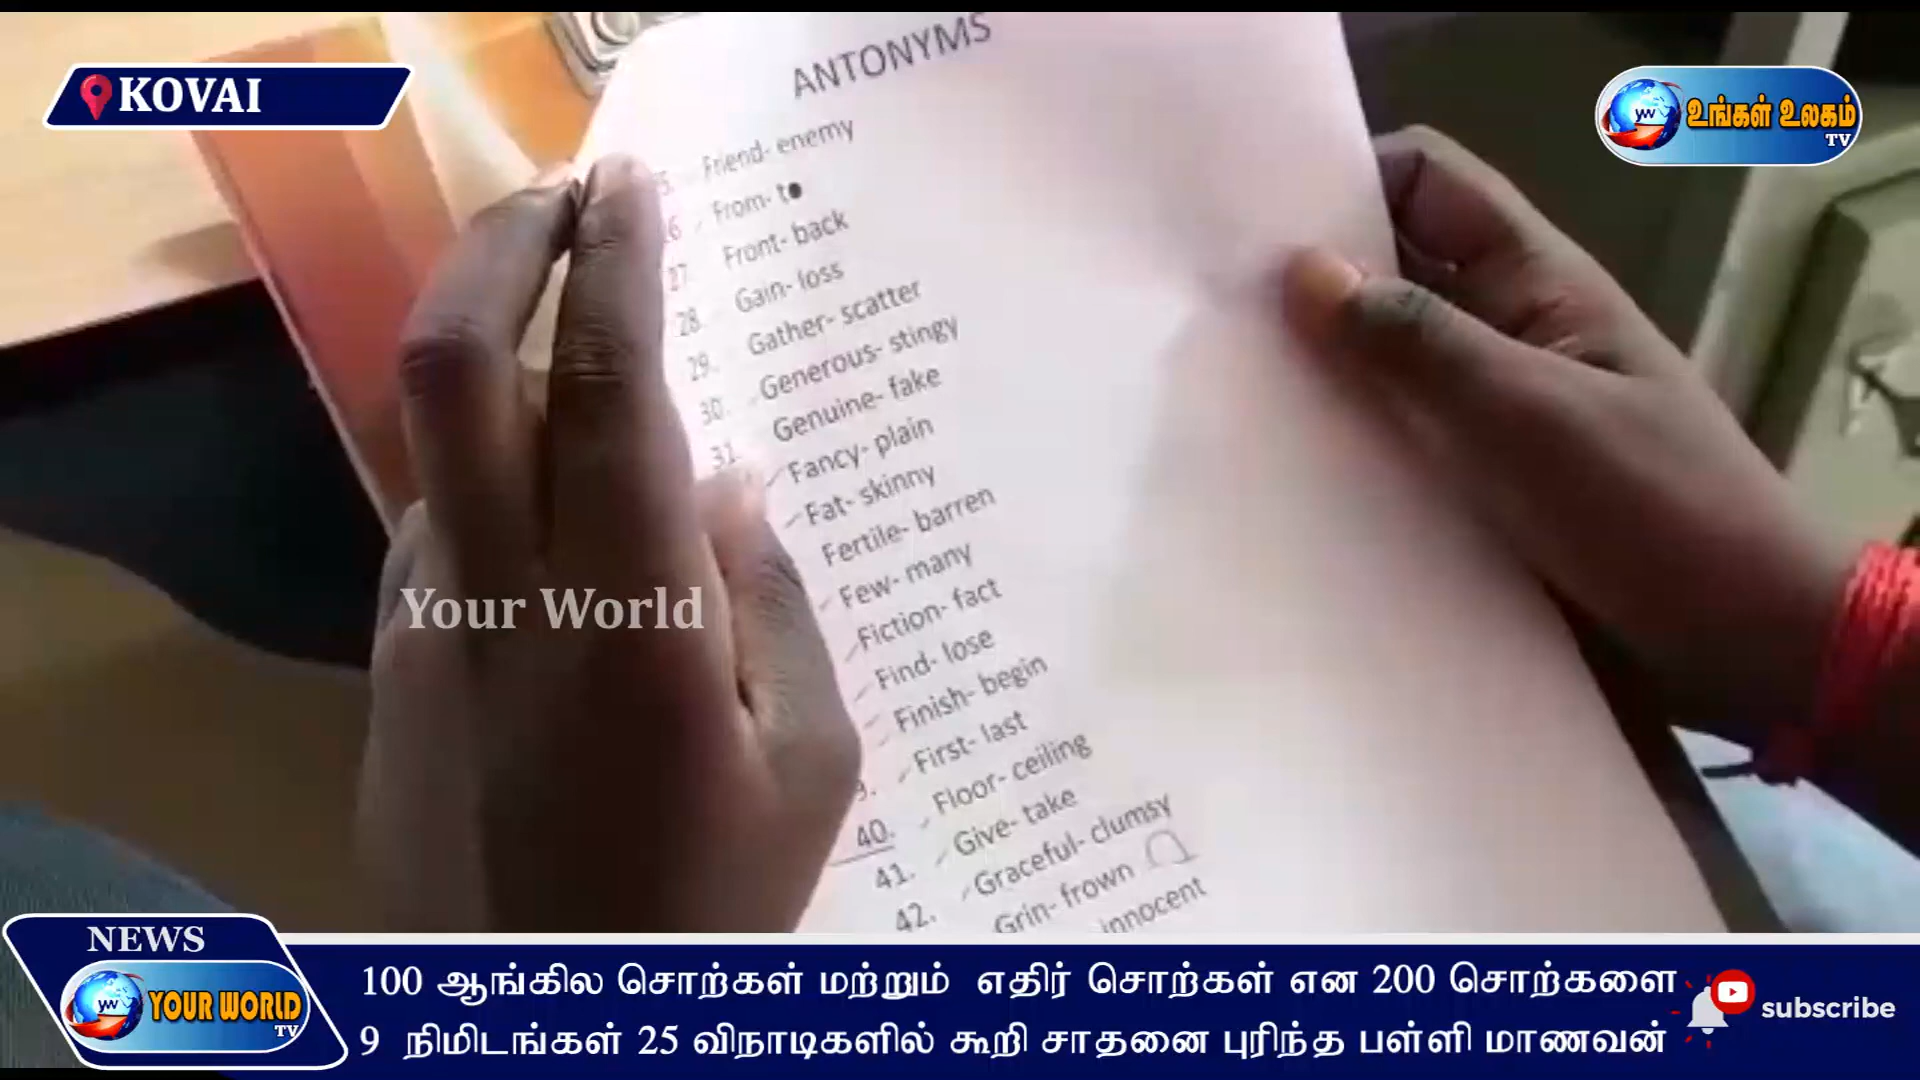 KOVAI
உங்கள் உலகம்
TV
ANTONYMS
Friend- enemy
From- to
Front- back
28. Gain- loss
29. Gather- scatter
30. Generous- stingy
31. Genuine- fake
Fancy- plain
Fat- skinny
Fertile- barren
Few- many
Fiction- fact
Find- lose
Finish- begin
First- last
40. Floor- ceiling
41. Give- take
42. Graceful- clumsy
Grin- frown
innocent
Your World
NEWS
YOUR WORLD
TV
100 ஆங்கில சொற்கள் மற்றும் எதிர் சொற்கள் என 200 சொற்களை
9 நிமிடங்கள் 25 விநாடிகளில் கூறி சாதனை புரிந்த பள்ளி மாணவன்
subscribe